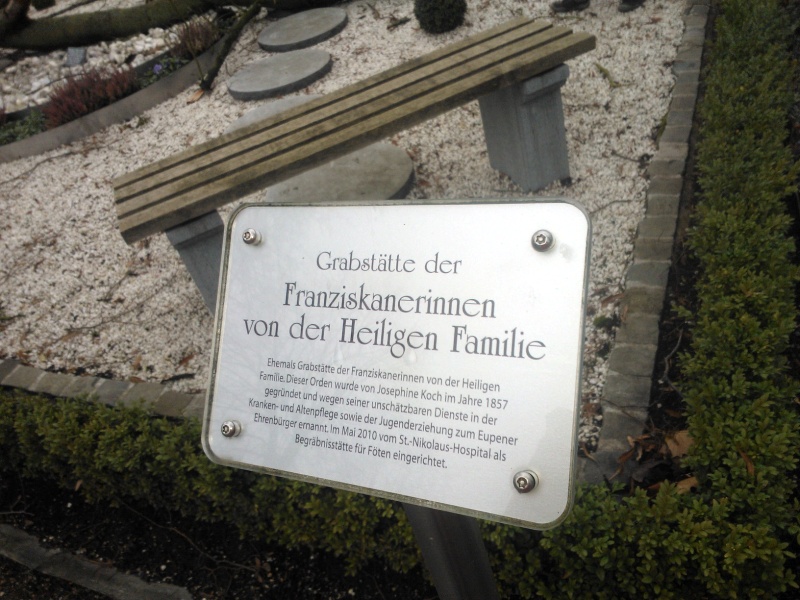 Grabstätte der
Franziskanerinnen
von der Heiligen Familie
Ehemals Grabstätte der Franziskanerinnen von der Heiligen
Familie. Dieser Orden wurde von Josephine Koch im Jahre 1857
gegründet und wegen seiner unschätzbaren Dienste in der
Kranken- und Altenpflege sowie der Jugenderziehung zum Eupener
Ehrenbürger ernannt. Im Mai 2010 vom St.-Nikolaus-Hospital als
Begräbnisstätte für Föten eingerichtet.